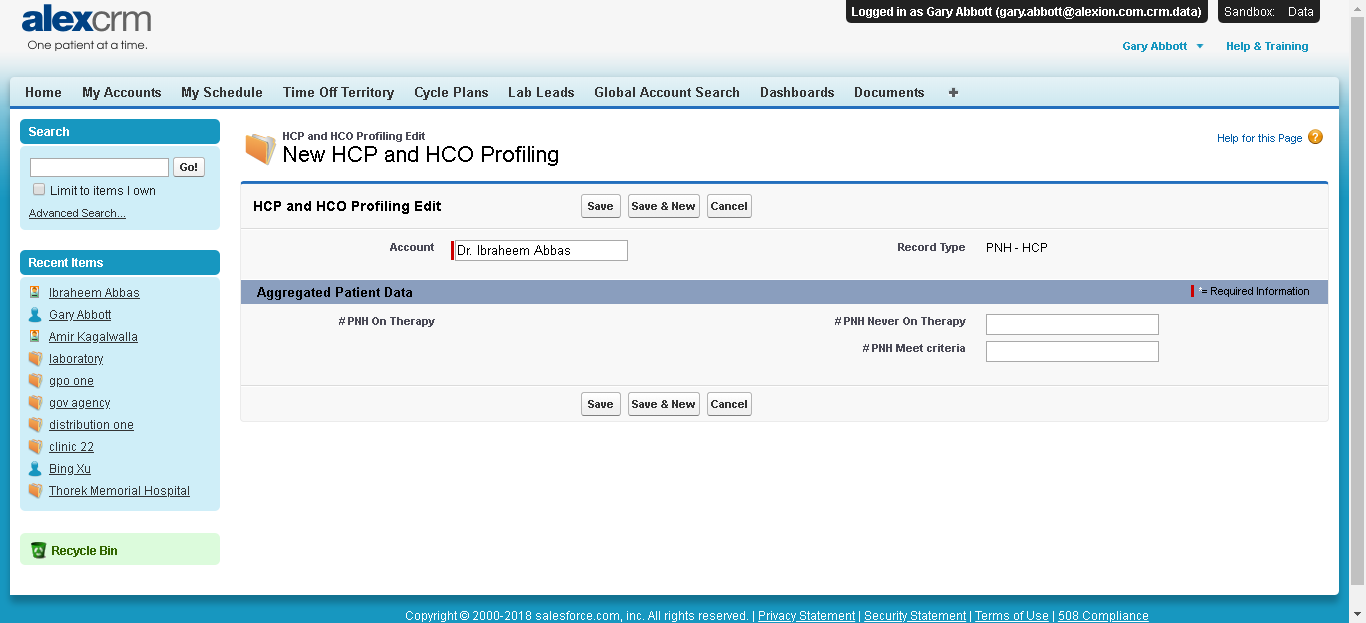 alexcrm
One patient at a time.
Logged in as Gary Abbott (gary.abbott@alexion.com.crm.data)
Sandbox: Data
Gary Abbott
Help & Training
Home My Accounts My Schedule Time Off Territory Cycle Plans Lab Leads Global Account Search Dashboards Documents +
Search
Go!
Limit to items I own
Advanced Search...
Recent Items
Ibraheem Abbas
Gary Abbott
Amir Kagalwalla
laboratory
gpo one
gov agency
distribution one
clinic 22
Bing Xu
Thorek Memorial Hospital
Recycle Bin
HCP and HCO Profiling Edit
New HCP and HCO Profiling
Help for this Page ?
HCP and HCO Profiling Edit
Save Save & New Cancel
Account Dr. Ibraheem Abbas
Record Type PNH - HCP
Aggregated Patient Data
= Required Information
# PNH On Therapy
# PNH Never On Therapy
# PNH Meet criteria
Save Save & New Cancel
Copyright © 2000-2018 salesforce.com, inc. All rights reserved. | Privacy Statement | Security Statement | Terms of Use | 508 Compliance